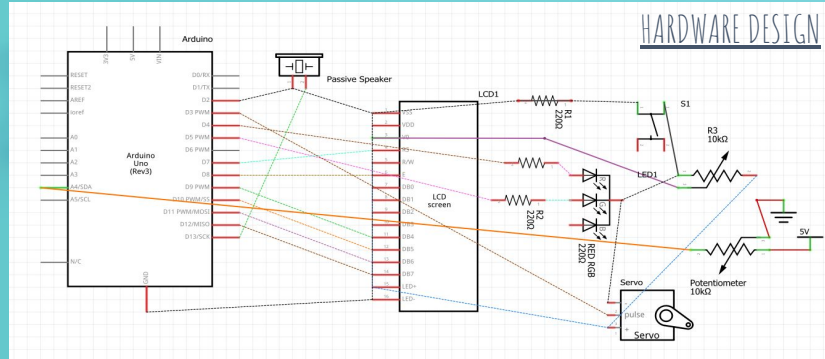 HARDWARE DESIGN
Arduino
3V3
5V
VIN
RESET
RESET2
AREF
ioref
A0
A1
A2
A3
A4/SDA
A5/SCL
N/C
GND
Arduino
Uno
(Rev3)
D0/RX
D1/TX
D2
D3 PWM
D4
D5 PWM
D6 PWM
D7
D8
D9 PWM
D10 PWM/SS
D11 PWM/MOSI
D12/MISO
D13/SCK
Passive Speaker
LCD1
VSS
VDD
V0
RS
R/W
E
DB0
DB1
DB2
DB3
DB4
DB5
DB6
DB7
LED+
LED-
LCD
screen
R1
220Ω
R2
220Ω
LED1
R
G
B
RED RGB
220Ω
S1
R3
10kΩ
5V
Potentiometer
10kΩ
Servo
-
pulse
+
Servo